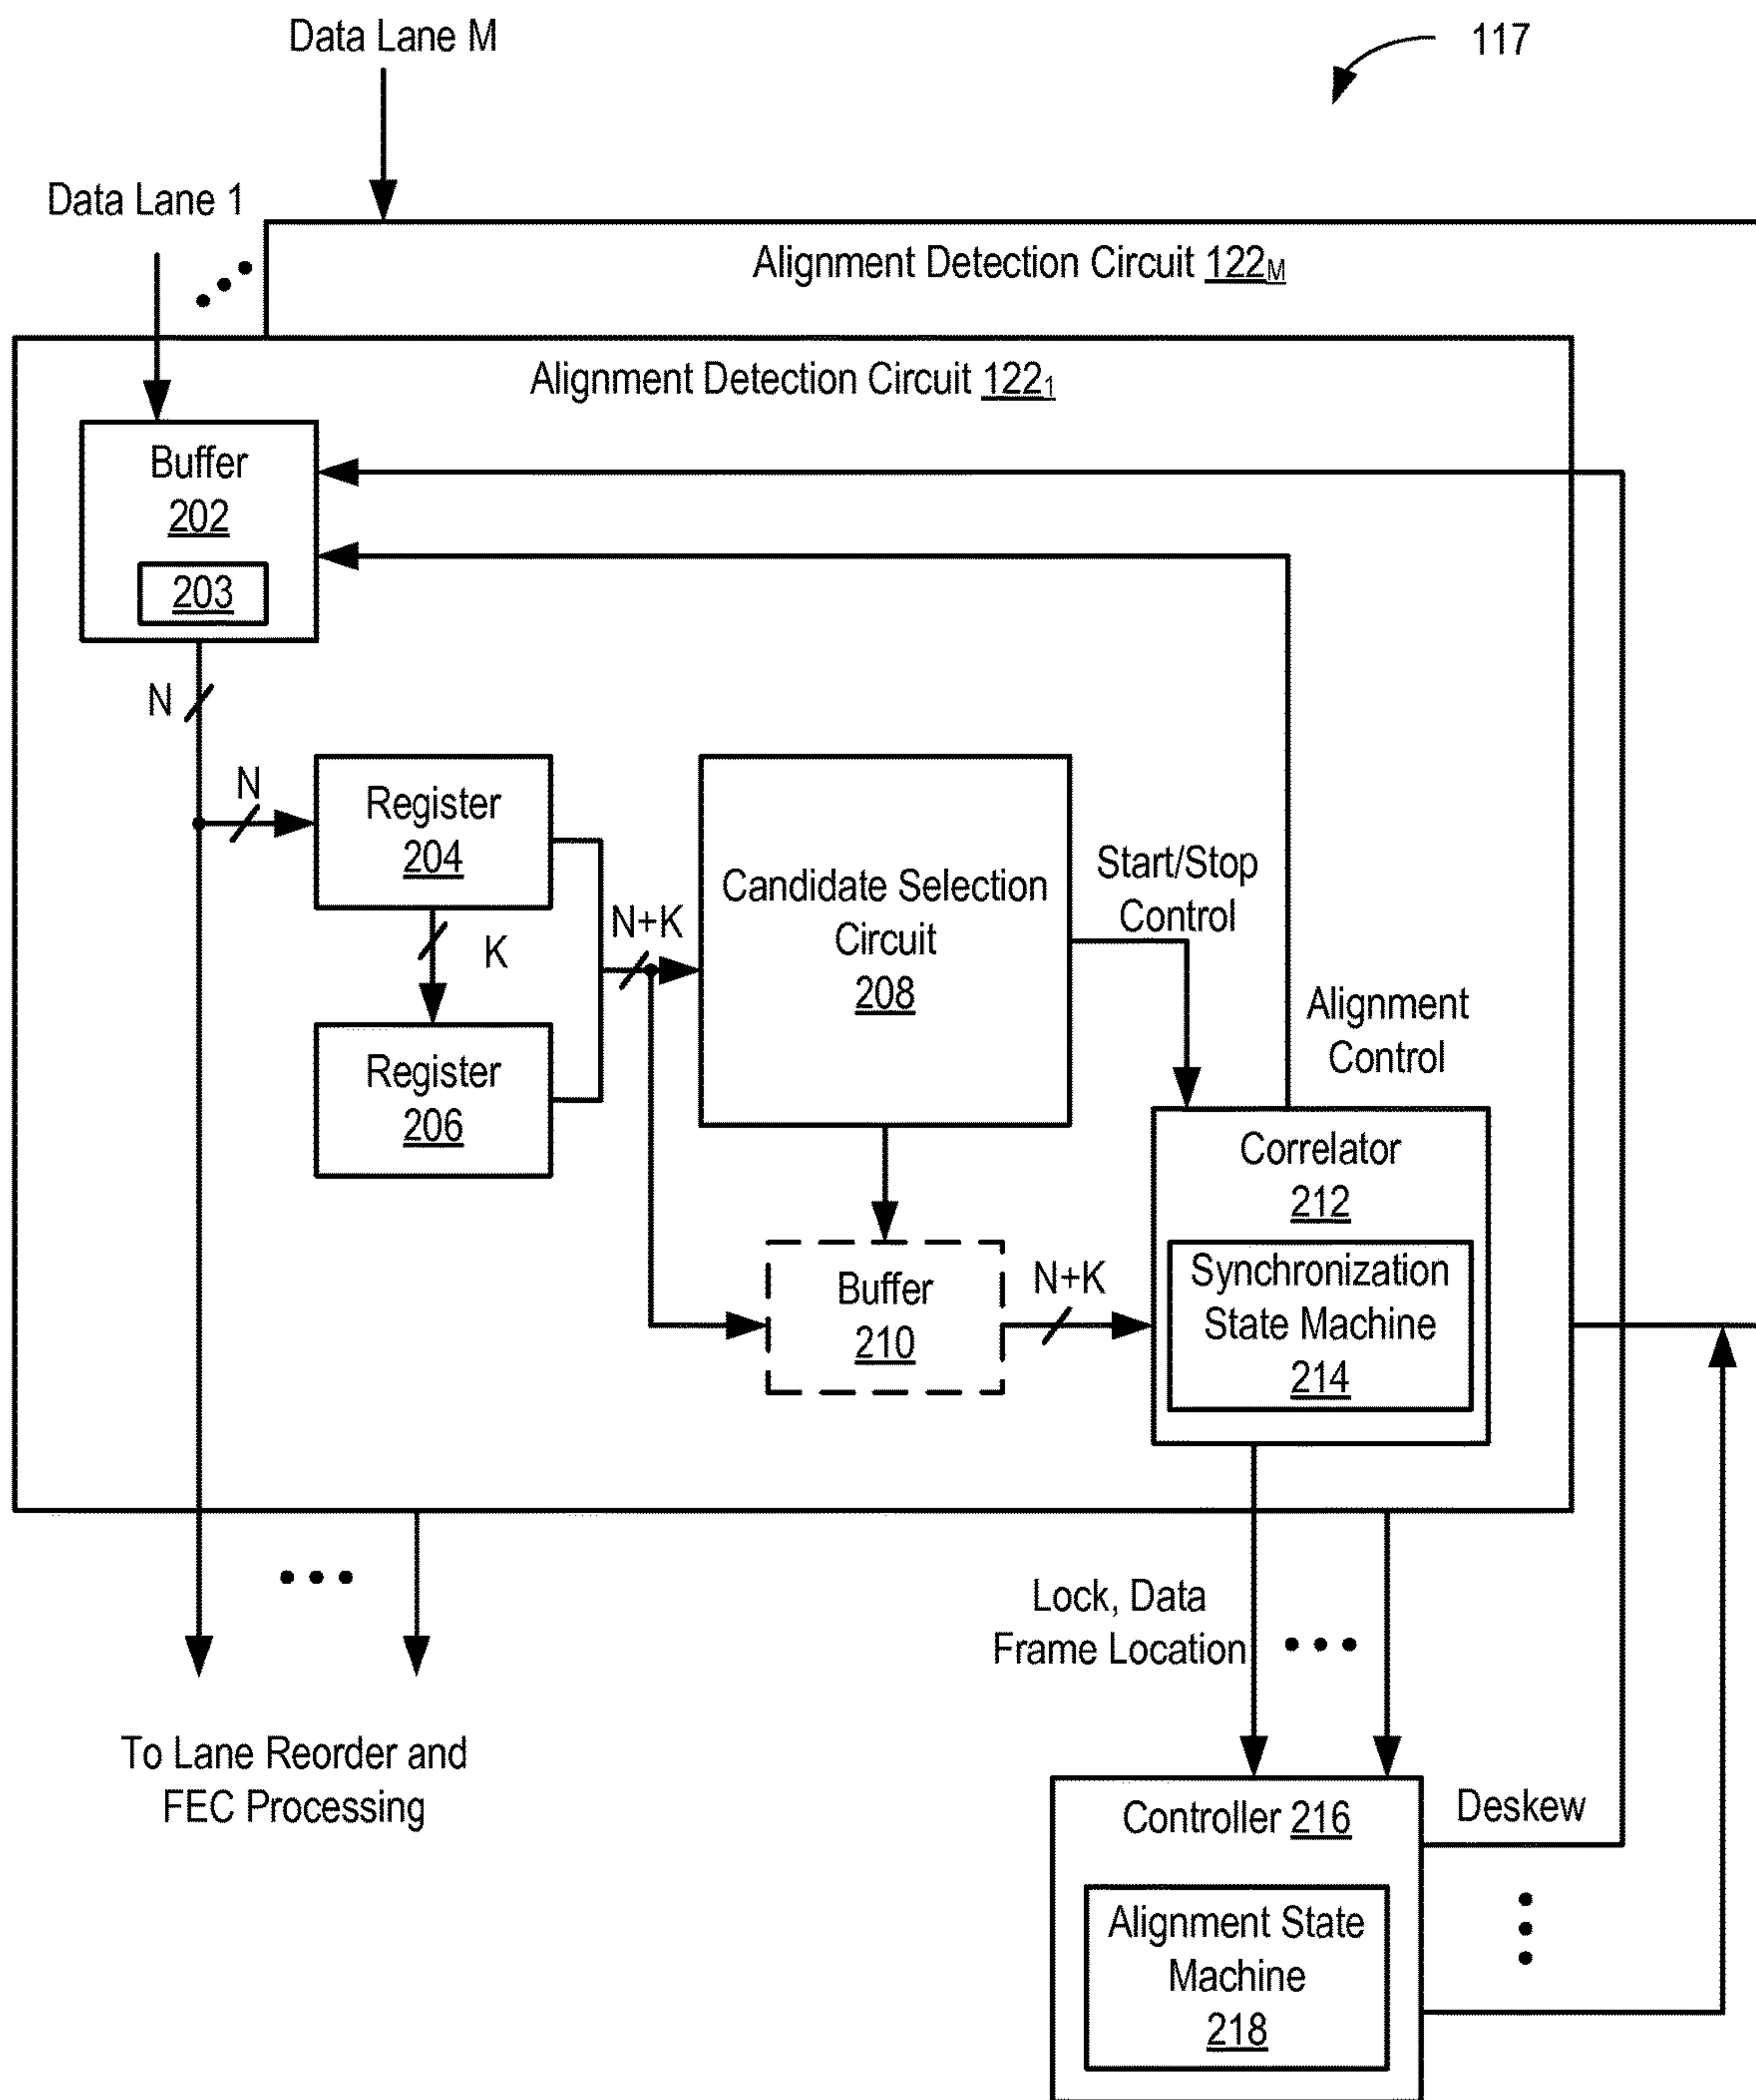 Data Lane M
117
Data Lane 1
Alignment Detection Circuit 122M
Alignment Detection Circuit 1221
Buffer
202
203
N
N
Register
204
K
Register
206
N+K
Candidate Selection
Circuit
208
Start/Stop
Control
Alignment
Control
Buffer
210
N+K
Correlator
212
Synchronization
State Machine
214
Lock, Data
Frame Location
To Lane Reorder and
FEC Processing
Controller 216
Deskew
Alignment State
Machine
218